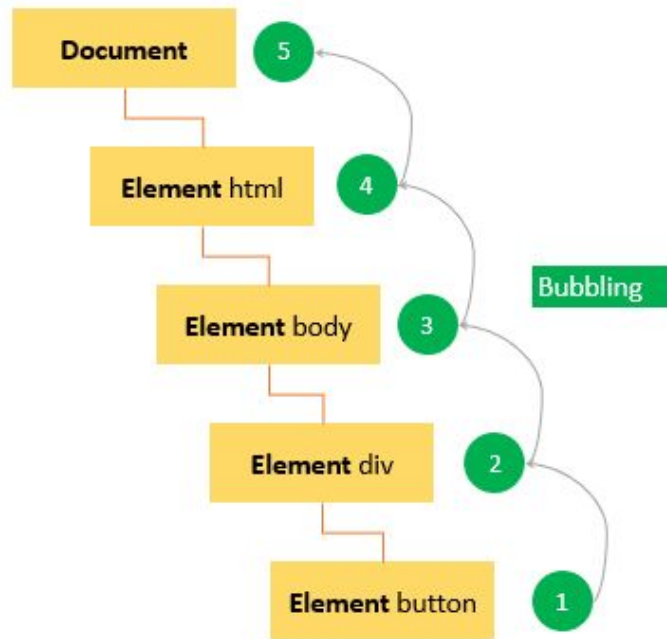 Document 5
Element html 4
Bubbling
Element body 3
Element div 2
Element button 1